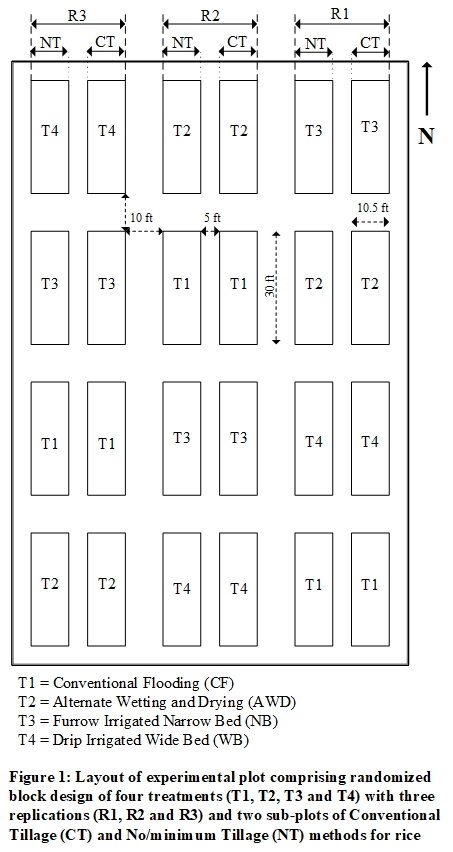 R3 R2 R1
NT CT NT CT NT CT
N
T4 T4 T2 T2 T3 T3
10 ft 5 ft 10.5 ft
30 ft
T3 T3 T1 T1 T2 T2
T1 T1 T3 T3 T4 T4
T2 T2 T4 T4 T1 T1
T1 = Conventional Flooding (CF)
T2 = Alternate Wetting and Drying (AWD)
T3 = Furrow Irrigated Narrow Bed (NB)
T4 = Drip Irrigated Wide Bed (WB)
Figure 1: Layout of experimental plot comprising randomized
block design of four treatments (T1, T2, T3 and T4) with three
replications (R1, R2 and R3) and two sub-plots of Conventional
Tillage (CT) and No/minimum Tillage (NT) methods for rice